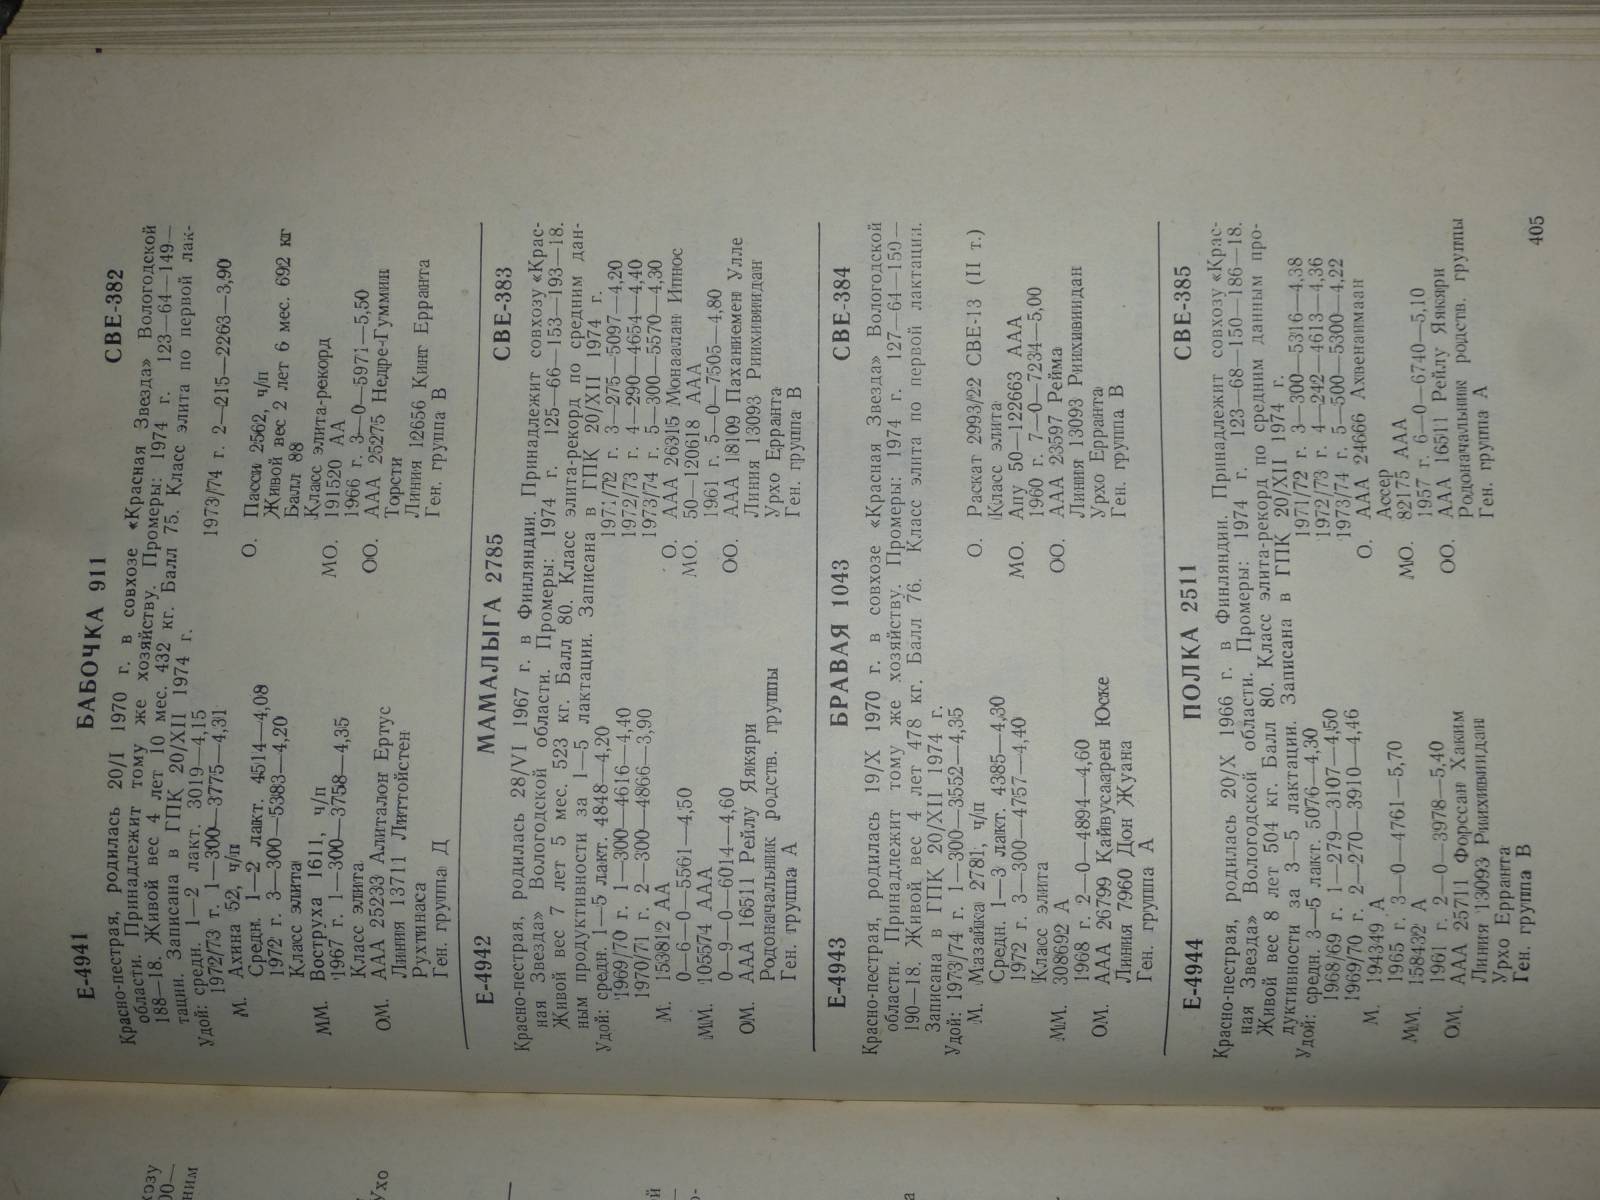 Е-4941 БАБОЧКА 911 СВЕ-382
Красно-пестрая, родилась 20/I 1970 г. в совхозе «Красная Звезда» Вологодской
области. Принадлежит тому же хозяйству. Промеры: 1974 г. 123—64—149—
188—18. Живой вес 4 лет 10 мес. 432 кг. Балл 75. Класс элита по первой лак-
тации. Записана в ГПК 20/XII 1974 г.
Удой: средн. 1—2 лакт. 3019—4,15
1972/73 г. 1—300—3775—4,31
1973/74 г. 2—215—2263—3,90
М. Ахина 52, ч/п
Средн. 1—2 лакт. 4514—4,08
1972 г. 3—300—5383—4,20
Класс элита
ММ. Воструха 1611, ч/п
1967 г. 1—300—3758—4,35
Класс элита
ОМ. ААА 25233 Алиталон Ертус
Линия 13711 Литтойстен
Рухтинаса
Ген. группа Д
О. Пасси 2562, ч/п
Живой вес 2 лет 6 мес. 692 кг
Балл 88
Класс элита-рекорд
МО. 191520 АА
1966 г. 3—0—5971—5,50
ОО. ААА 25275 Недре-Гуммин
Торсти
Линия 12656 Кинг Ерранта
Ген. группа В
Е-4942 МАМАЛЫГА 2785 СВЕ-383
Красно-пестрая, родилась 28/VI 1967 г. в Финляндии. Принадлежит совхозу «Крас-
ная Звезда» Вологодской области. Промеры: 1974 г. 125—66—153—193—18.
Живой вес 7 лет 5 мес. 523 кг. Балл 80. Класс элита-рекорд по средним дан-
ным продуктивности за 1—5 лактации. Записана в ГПК 20/XII 1974 г.
Удой: средн. 1—5 лакт. 4848—4,20
1969/70 г. 1—300—4616—4,40
1970/71 г. 2—300—4866—3,90
1971/72 г. 3—275—5097—4,20
1972/73 г. 4—290—4654—4,40
1973/74 г. 5—300—5570—4,30
М. 153812 АА
0—6—0—5561—4,50
ММ. 105574 ААА
0—9—0—6014—4,60
ОМ. ААА 16511 Рейлу Яякяри
Родоначальник родств. группы
Ген. группа А
О. ААА 26315 Монаалан Ипнос
МО. 50—120618 ААА
1961 г. 5—0—7505—4,80
ОО. ААА 18109 Паханиемен Улле
Линия 13093 Риихивиидан
Урхо Ерранта
Ген. группа В
Е-4943 БРАВАЯ 1043 СВЕ-384
Красно-пестрая, родилась 19/X 1970 г. в совхозе «Красная Звезда» Вологодской
области. Принадлежит тому же хозяйству. Промеры: 1974 г. 127—64—150—
190—18. Живой вес 4 лет 478 кг. Балл 76. Класс элита по первой лактации.
Записана в ГПК 20/XII 1974 г.
Удой: 1973/74 г. 1—300—3552—4,35
М. Мазайка 2781, ч/п
Средн. 1—3 лакт. 4385—4,30
1972 г. 3—300—4757—4,40
Класс элита
ММ. 308692 А
1968 г. 2—0—4894—4,60
ОМ. ААА 26799 Кайвусаарен Юске
Линия 7960 Дон Жуана
Ген. группа А
О. Раскат 2993/22 СВЕ-13 (II т.)
Класс элита
МО. Апу 50—122663 ААА
1960 г. 7—0—7234—5,00
ОО. ААА 23597 Рейма
Линия 13093 Риихивиидан
Урхо Ерранта
Ген. группа В
Е-4944 ПОЛКА 2511 СВЕ-385
Красно-пестрая, родилась 20/X 1966 г. в Финляндии. Принадлежит совхозу «Крас-
ная Звезда» Вологодской области. Промеры: 1974 г. 123—68—150—186—18.
Живой вес 8 лет 504 кг. Балл 80. Класс элита-рекорд по средним данным про-
дуктивности за 3—5 лактации. Записана в ГПК 20/XII 1974 г.
Удой: средн. 3—5 лакт. 5076—4,30
1968/69 г. 1—279—3107—4,50
1969/70 г. 2—270—3910—4,46
1971/72 г. 3—300—5316—4,38
1972/73 г. 4—242—4613—4,36
1973/74 г. 5—300—5300—4,22
М. 194349 А
1965 г. 3—0—4761—5,70
ММ. 158432 А
1961 г. 2—0—3978—5,40
ОМ. ААА 25711 Форссан Хаким
Линия 13093 Риихивиидан
Урхо Ерранта
Ген. группа В
О. ААА 24666 Ахвенаимаан
Ассер
МО. 82175 ААА
1957 г. 6—0—6740—5,10
ОО. ААА 16511 Рейлу Яякяри
Родоначальник родств. группы
Ген. группа А
405